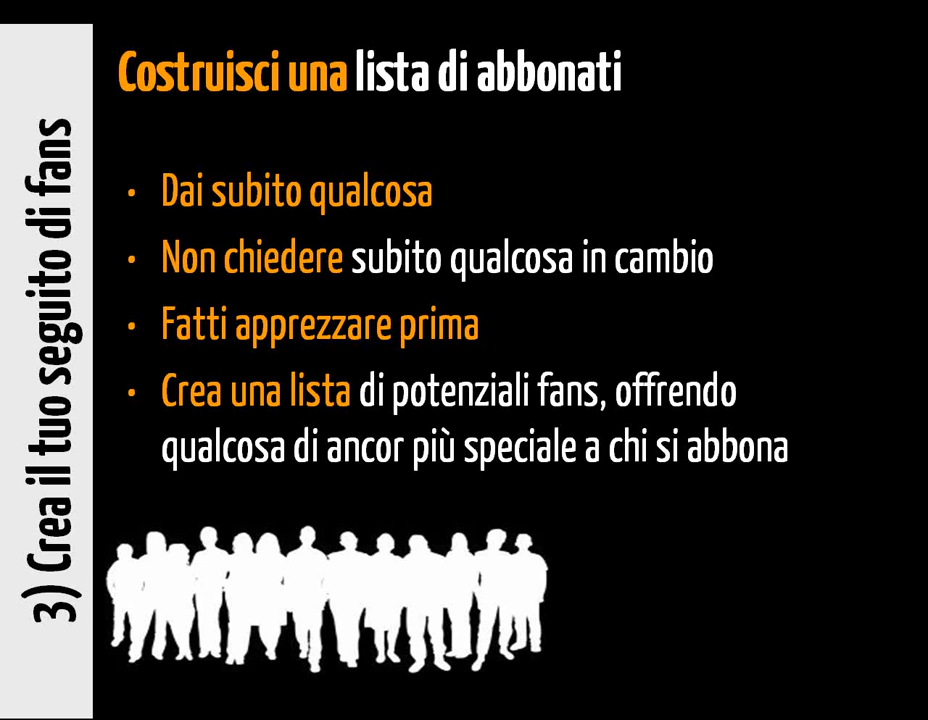 3) Crea il tuo seguito di fans
Costruisci una lista di abbonati
• Dai subito qualcosa
• Non chiedere subito qualcosa in cambio
• Fatti apprezzare prima
• Crea una lista di potenziali fans, offrendo
qualcosa di ancor più speciale a chi si abbona